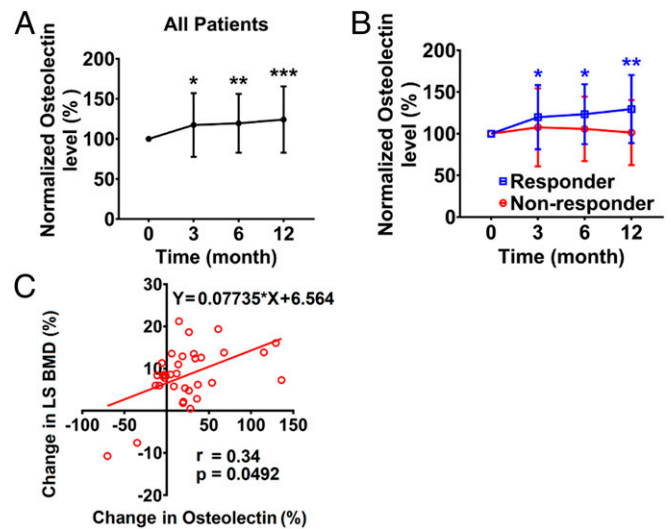 A
All Patients
Normalized Osteolectin
level (%)
200
150
100
50
0
* ** ***
0 3 6 12
Time (month)
B
Normalized Osteolectin
level (%)
200
150
100
50
0
* * **
Responder
Non-responder
0 3 6 12
Time (month)
C
Change in LS BMD (%)
30
20
10
-10
-20
Y=0.07735*X+6.564
-100 -50 0 50 100 150
r = 0.34
p = 0.0492
Change in Osteolectin (%)